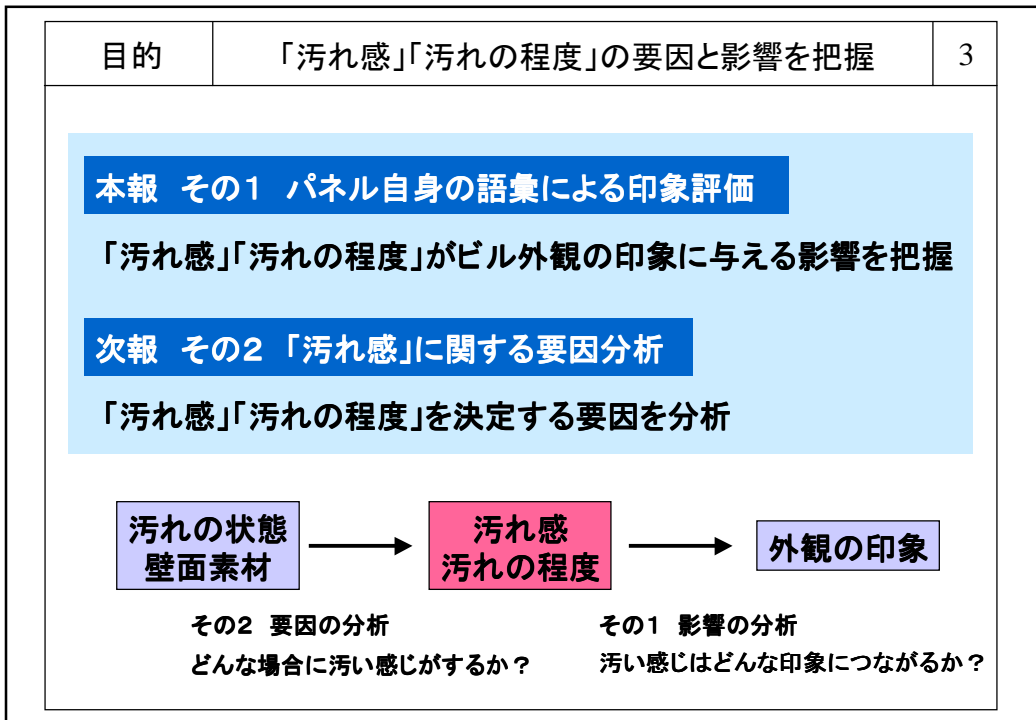 目的
「汚れ感」「汚れの程度」の要因と影響を把握
3
本報 その1 パネル自身の語彙による印象評価
「汚れ感」「汚れの程度」がビル外観の印象に与える影響を把握
次報 その2 「汚れ感」に関する要因分析
「汚れ感」「汚れの程度」を決定する要因を分析
汚れの状態
壁面素材
汚れ感
汚れの程度
外観の印象
その2 要因の分析
どんな場合に汚い感じがするか？
その1 影響の分析
汚い感じはどんな印象につながるか？